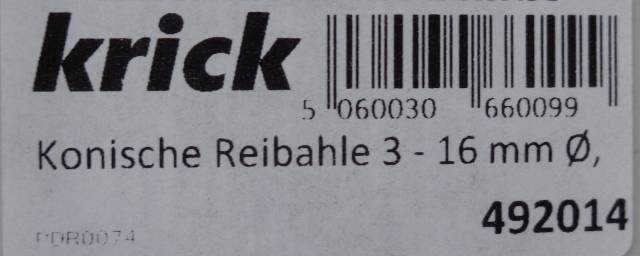 krick
5 060030 660099
Konische Reibahle 3 - 16 mm Ø,
492014
PDR0074